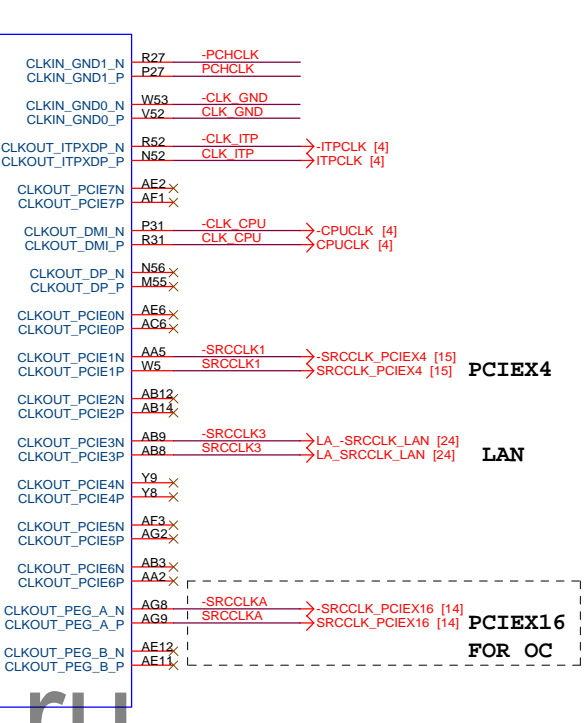 CLKIN_GND1_N R27 -PCHCLK
CLKIN_GND1_P P27 PCHCLK
CLKIN_GND0_N W53 -CLK_GND
CLKIN_GND0_P V52 CLK_GND
CLKOUT_ITPXDP_N R52 -CLK_ITP -ITPCLK [4]
CLKOUT_ITPXDP_P N52 CLK_ITP ITPCLK [4]
CLKOUT_PCIE7N AE2
CLKOUT_PCIE7P AF1
CLKOUT_DMI_N P31 -CLK_CPU -CPUCLK [4]
CLKOUT_DMI_P R31 CLK_CPU CPUCLK [4]
CLKOUT_DP_N N56
CLKOUT_DP_P M55
CLKOUT_PCIE0N AE6
CLKOUT_PCIE0P AC6
CLKOUT_PCIE1N AA5 -SRCCLK1 -SRCCLK_PCIEX4 [15]
CLKOUT_PCIE1P W5 SRCCLK1 SRCCLK_PCIEX4 [15] PCIEX4
CLKOUT_PCIE2N AB12
CLKOUT_PCIE2P AB14
CLKOUT_PCIE3N AB9 -SRCCLK3 LA_-SRCCLK_LAN [24]
CLKOUT_PCIE3P AB8 SRCCLK3 LA_SRCCLK_LAN [24] LAN
CLKOUT_PCIE4N Y9
CLKOUT_PCIE4P Y8
CLKOUT_PCIE5N AF3
CLKOUT_PCIE5P AG2
CLKOUT_PCIE6N AB3
CLKOUT_PCIE6P AA2
CLKOUT_PEG_A_N AG8 -SRCCLKA -SRCCLK_PCIEX16 [14]
CLKOUT_PEG_A_P AG9 SRCCLKA SRCCLK_PCIEX16 [14] PCIEX16
CLKOUT_PEG_B_N AE12 FOR OC
CLKOUT_PEG_B_P AE11
ru